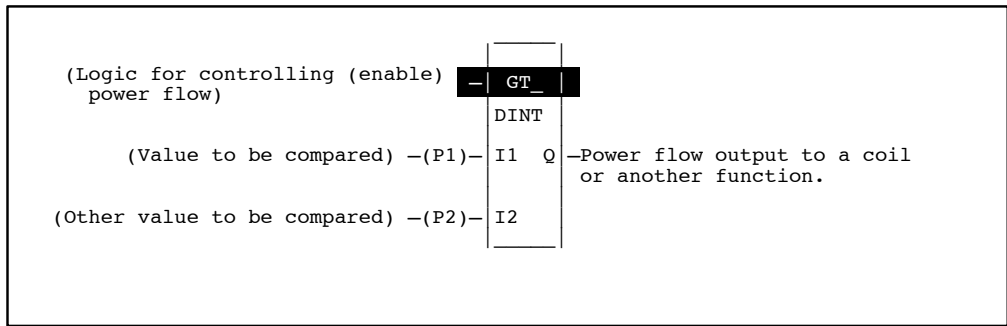 (Logic for controlling (enable) GT_
power flow)
DINT
(Value to be compared) —(P1)— I1 Q —Power flow output to a coil
or another function.
(Other value to be compared) —(P2)— I2